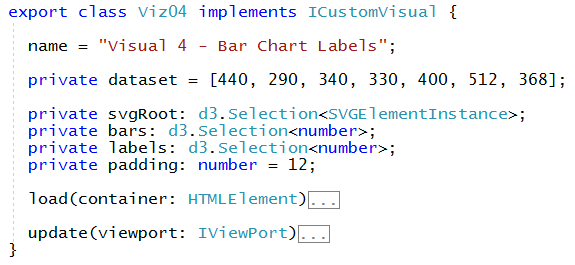 export class Viz04 implements ICustomVisual {
name = "Visual 4 - Bar Chart Labels";
private dataset = [440, 290, 340, 330, 400, 512, 368];
private svgRoot: d3.Selection<SVGElementInstance>;
private bars: d3.Selection<number>;
private labels: d3.Selection<number>;
private padding: number = 12;
load(container: HTMLElement)...
update(viewport: IViewPort)...
}